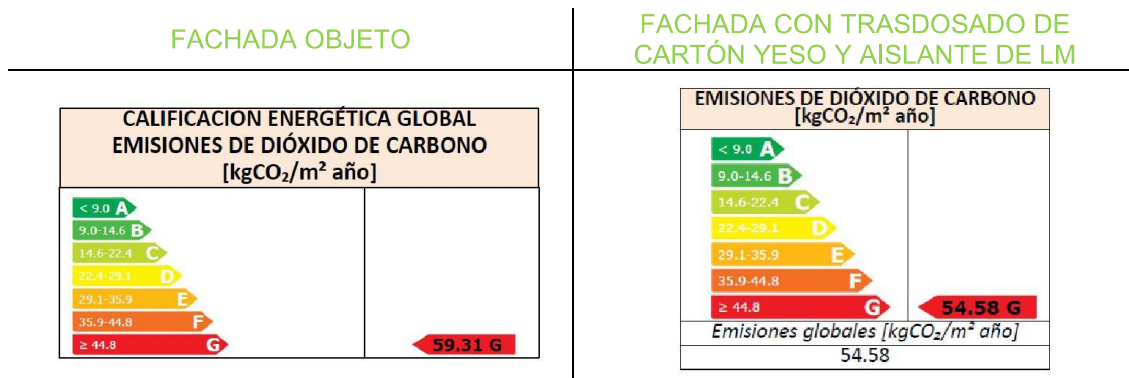 FACHADA OBJETO
FACHADA CON TRASDOSADO DE
CARTÓN YESO Y AISLANTE DE LM
CALIFICACION ENERGÉTICA GLOBAL
EMISIONES DE DIÓXIDO DE CARBONO
[kgCO₂/m² año]
< 9.0 A
9.0-14.6 B
14.6-22.4 C
22.4-29.1 D
29.1-35.9 E
35.9-44.8 F
≥ 44.8 G
59.31 G
EMISIONES DE DIÓXIDO DE CARBONO
[kgCO₂/m² año]
< 9.0 A
9.0-14.6 B
14.6-22.4 C
22.4-29.1 D
29.1-35.9 E
35.9-44.8 F
≥ 44.8 G
54.58 G
Emisiones globales [kgCO₂/m² año]
54.58